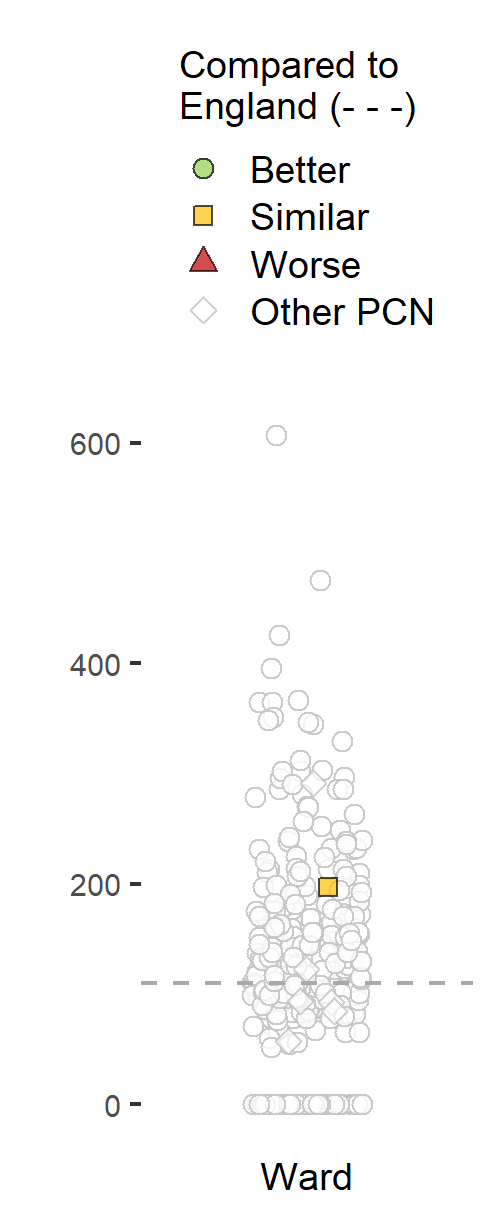 Compared to
England (- - -)
Better
Similar
Worse
Other PCN
600
400
200
0
Ward